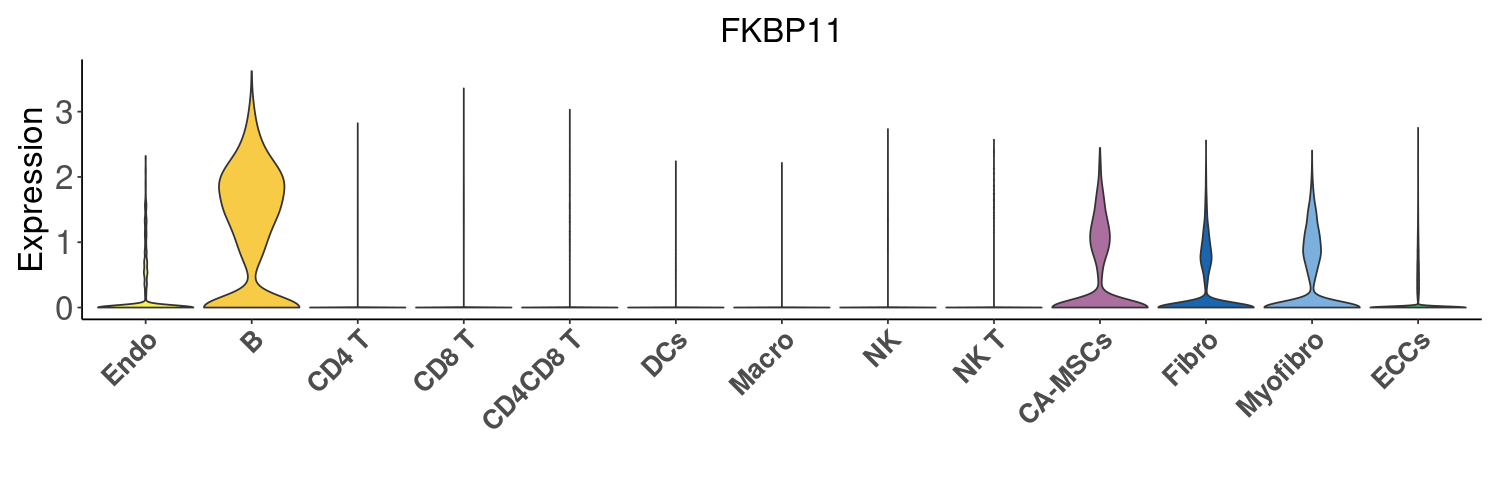 FKBP11
Expression
3
2
1
0
Endo
B
CD4 T
CD8 T
CD4CD8 T
DCs
Macro
NK
NK T
CA-MSCs
Fibro
Myofibro
ECCs